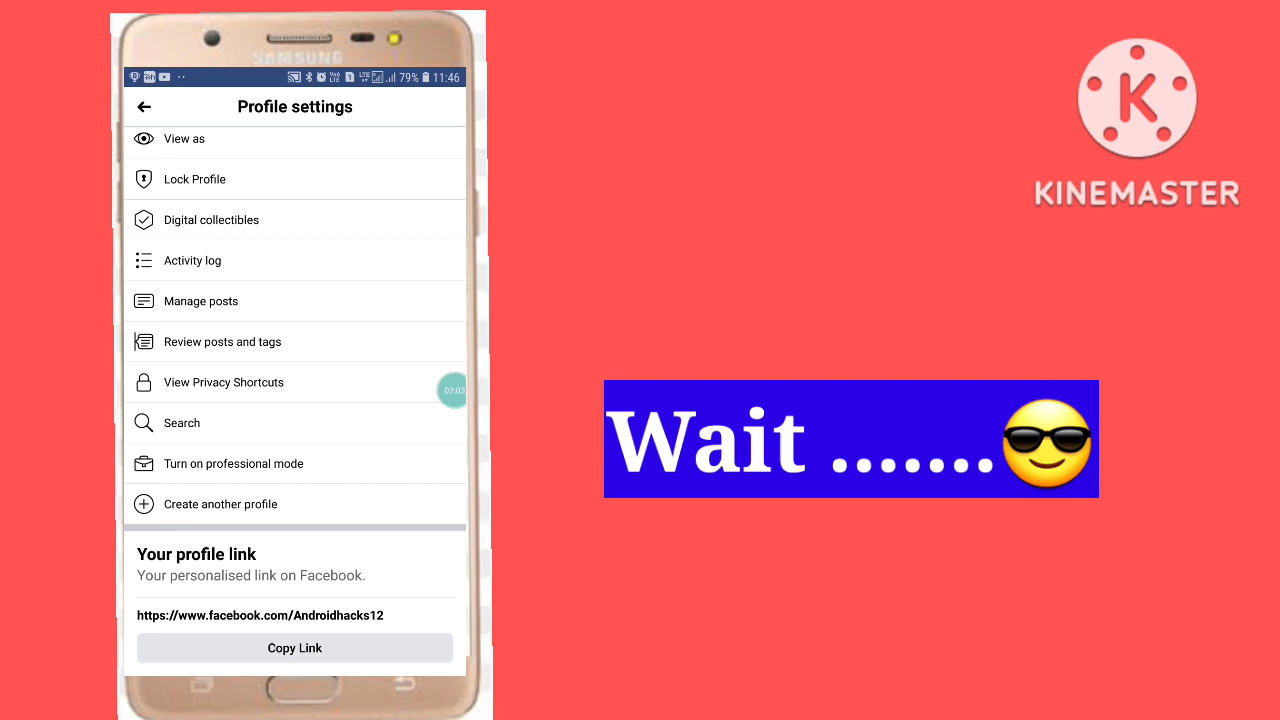 SAMSUNG
79% 11:46
Profile settings
View as
Lock Profile
Digital collectibles
Activity log
Manage posts
Review posts and tags
View Privacy Shortcuts
02:03
Search
Turn on professional mode
Create another profile
Your profile link
Your personalised link on Facebook.
https://www.facebook.com/Androidhacks12
Copy Link
K
KINEMASTER
Wait .......😎